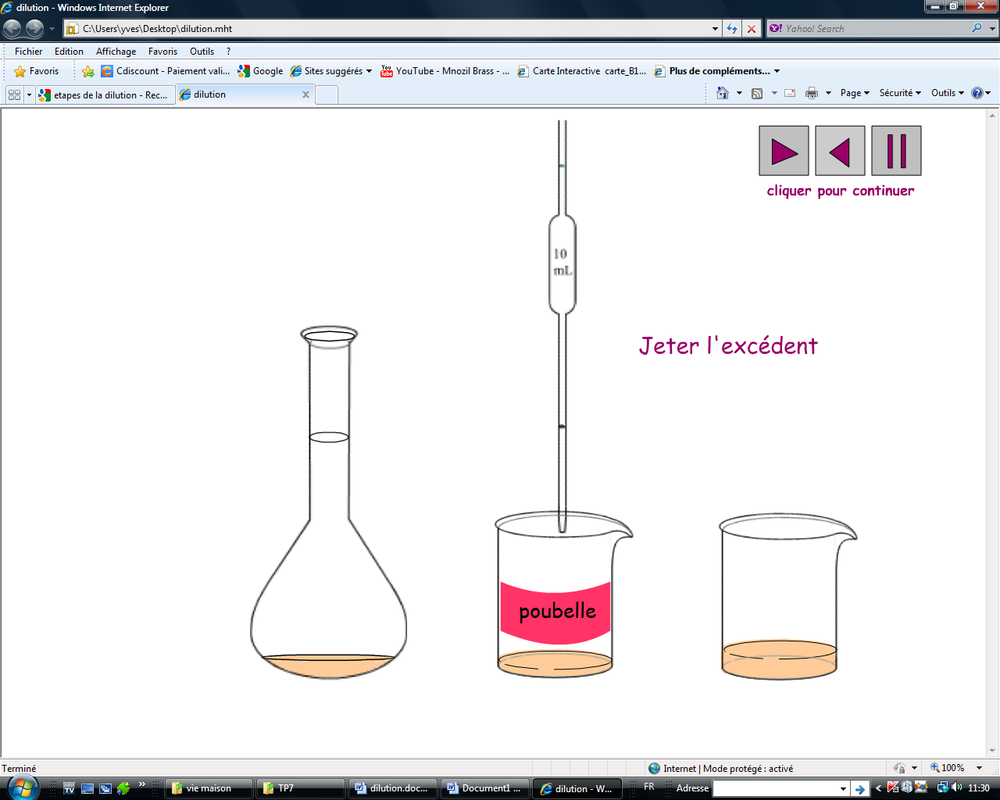 dilution - Windows Internet Explorer
C:\Users\yves\Desktop\dilution.mht
Yahoo! Search
Fichier Edition Affichage Favoris Outils ?
Favoris Cdiscount - Paiement vali... Google Sites suggérés YouTube - Mnozil Brass - ... Carte Interactive carte_B1... Plus de compléments...
etapes de la dilution - Rec... dilution Page Sécurité Outils
cliquer pour continuer
10
mL
Jeter l'excédent
poubelle
Terminé Internet | Mode protégé : activé 100%
vie maison TP7 dilution.doc... Document1 ... dilution - W... FR Adresse 11:30